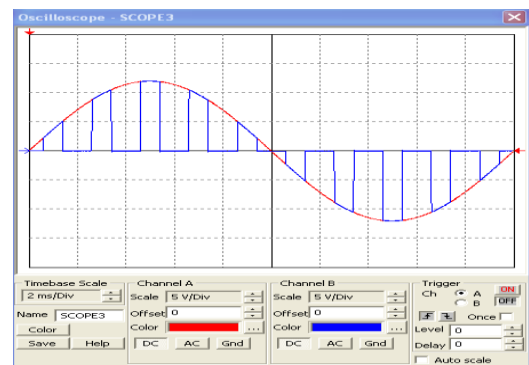 Oscilloscope - SCOPE3
Timebase Scale
2 ms/Div
Name SCOPE3
Color
Save Help
Channel A
Scale 5 V/Div
Offset 0
Color ...
DC AC Gnd
Channel B
Scale 5 V/Div
Offset 0
Color ...
DC AC Gnd
Trigger
Ch A ON
B OFF
Once
Level 0
Delay 0
Auto scale